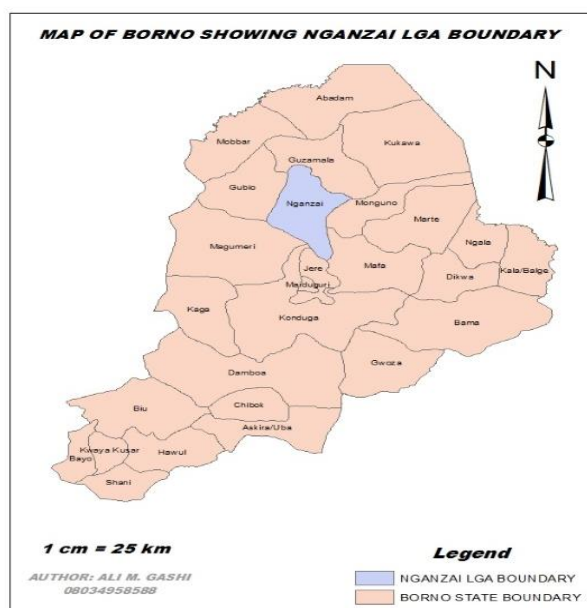 MAP OF BORNO SHOWING NGANZAI LGA BOUNDARY
N
Abadam
Mobbar
Kukawa
Guzamala
Gubio
Nganzai
Monguno
Marte
Magumeri
Ngala
Jere
Mafa
Dikwa
Kala/Balge
Maiduguri
Kaga
Konduga
Bama
Gwoza
Damboa
Biu
Chibok
Askira/Uba
Kwaya Kusar
Hawul
Bayo
Shani
1 cm = 25 km
Legend
AUTHOR: ALI M. GASHI
08034958588
NGANZAI LGA BOUNDARY
BORNO STATE BOUNDARY